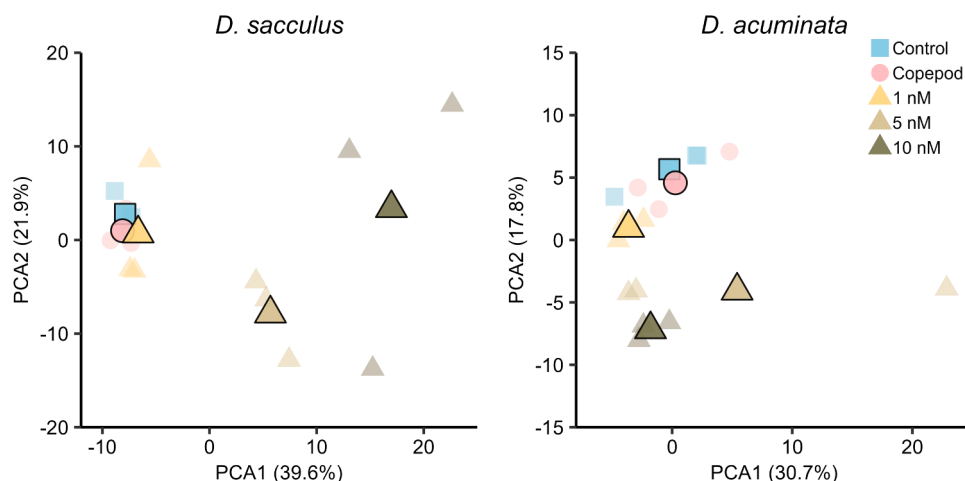 D. sacculus
20
10
0
-10
-20
PCA2 (21.9%)
-10
0
10
20
PCA1 (39.6%)
D. acuminata
15
10
5
0
-5
-10
-15
PCA2 (17.8%)
0
10
20
PCA1 (30.7%)
Control
Copepod
1 nM
5 nM
10 nM